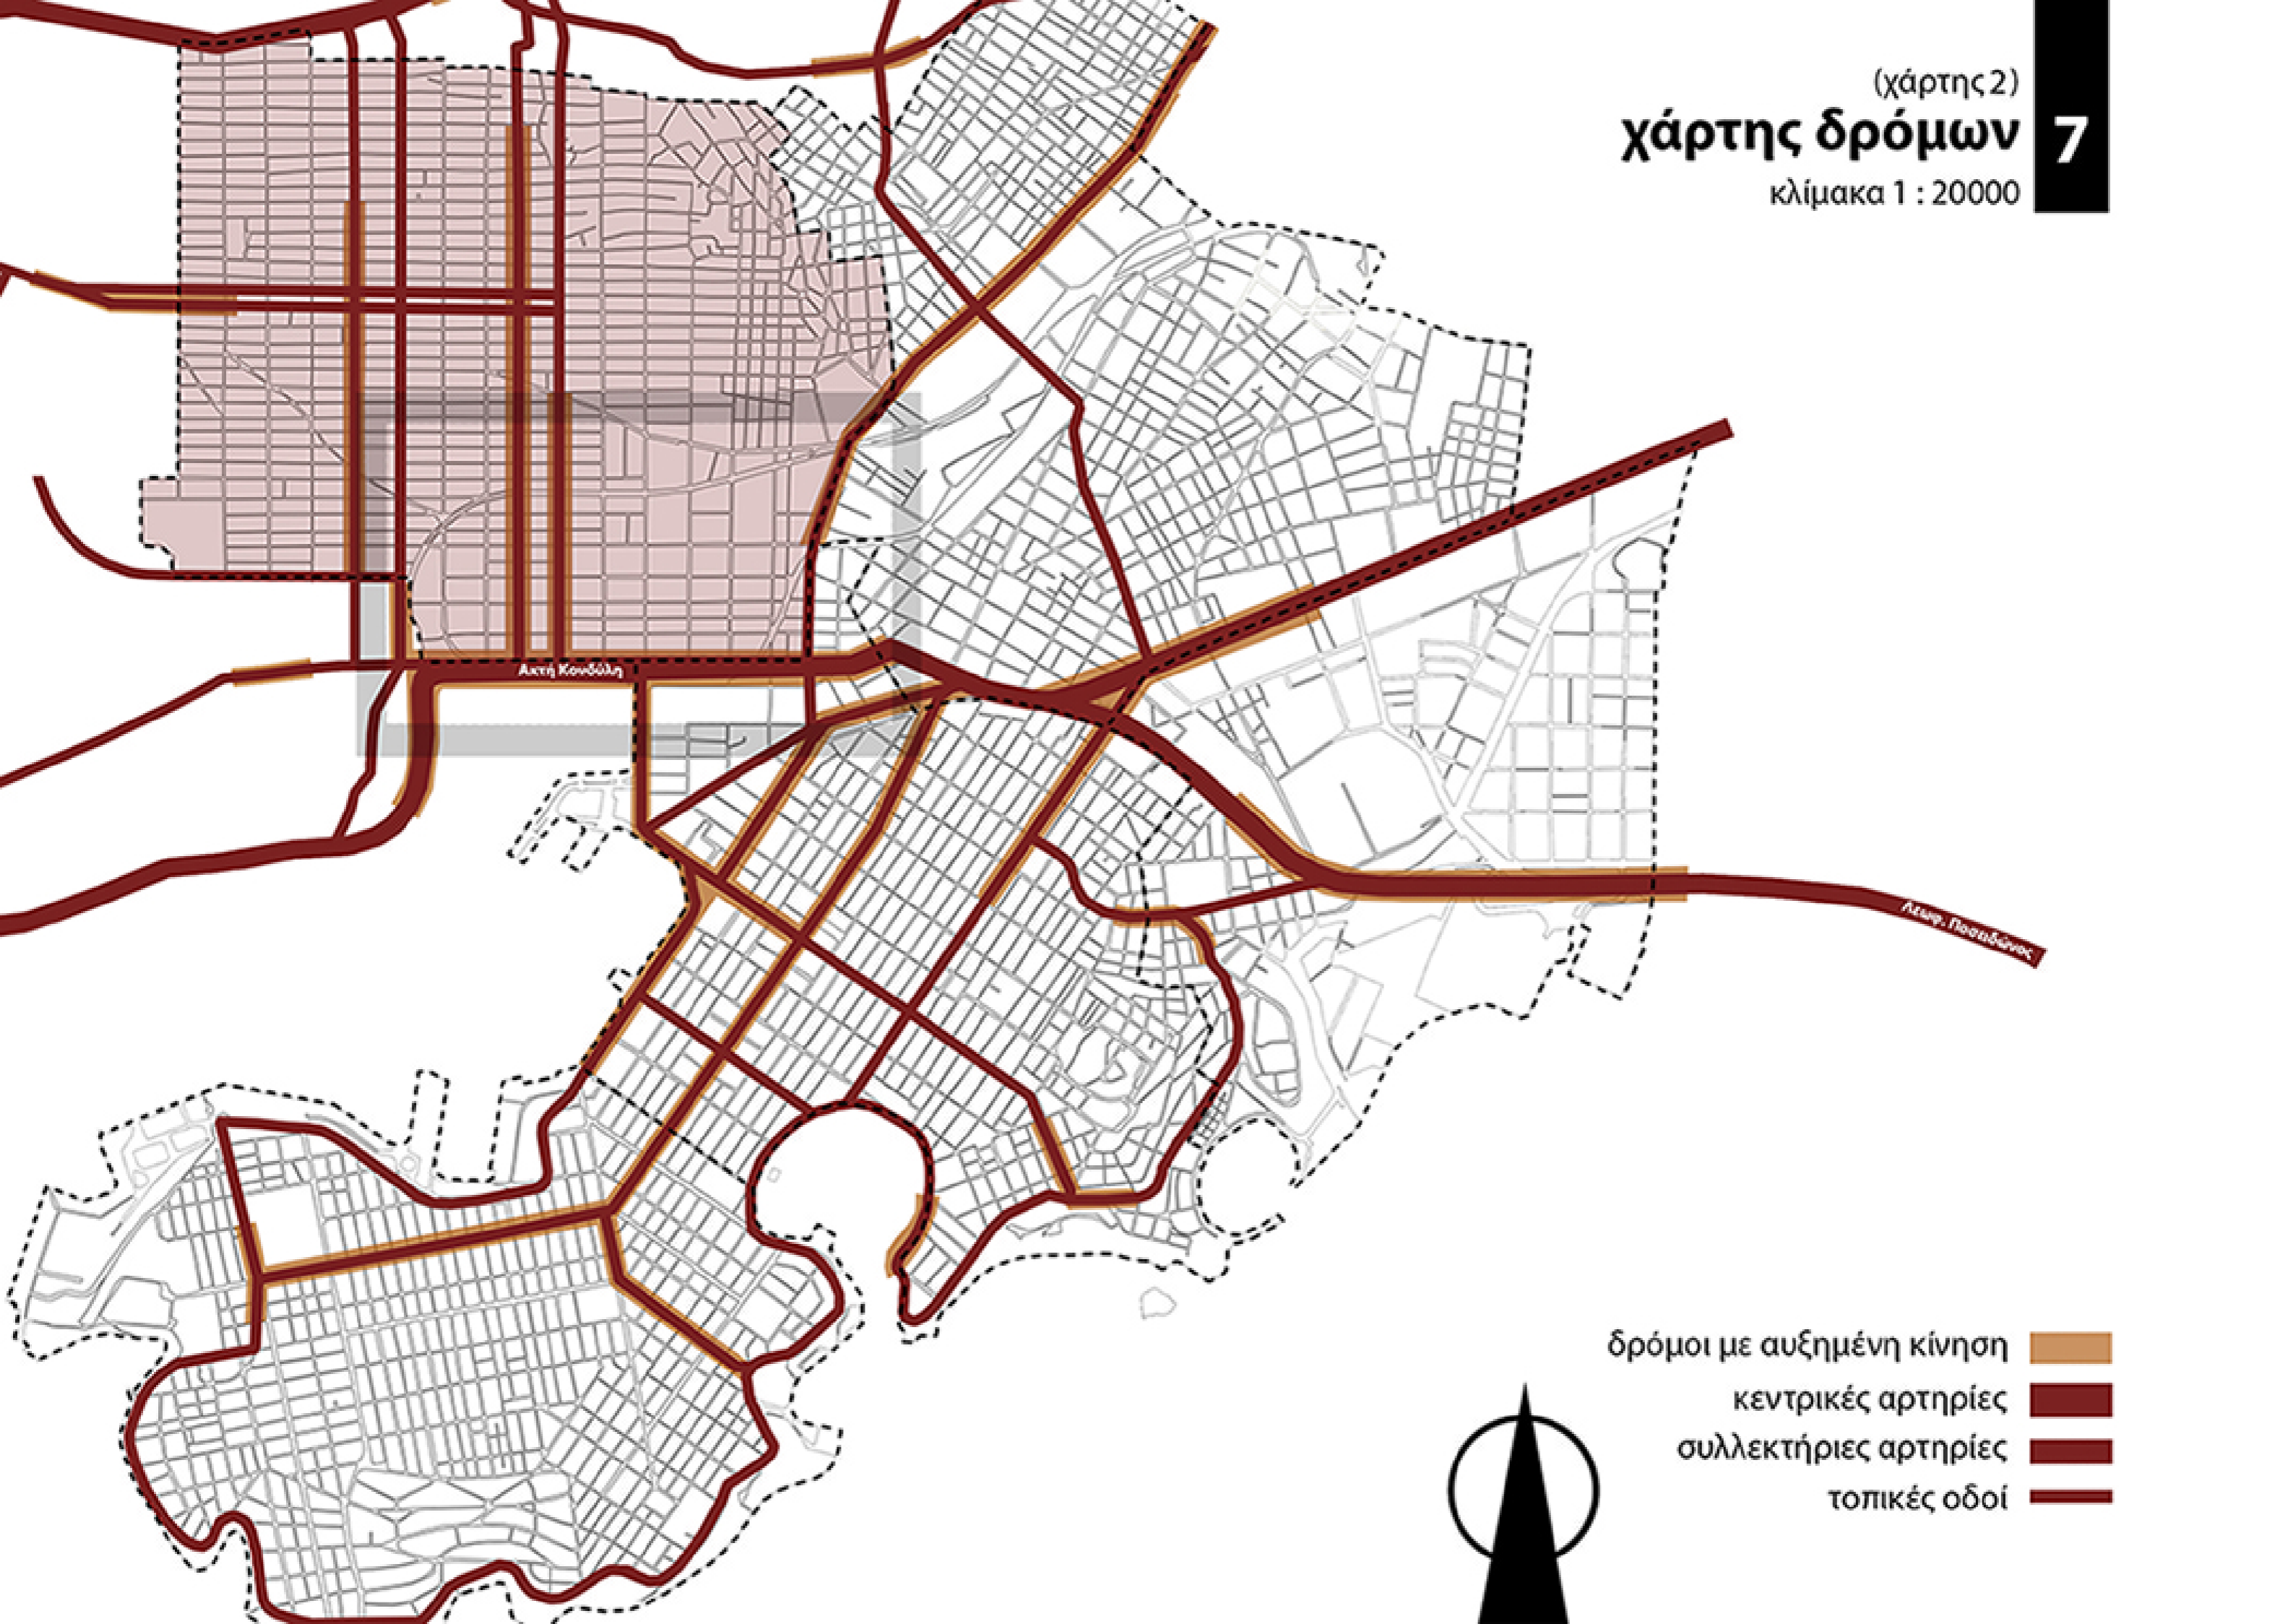 (χάρτης 2)
χάρτης δρόμων
7
κλίμακα 1 : 20000
Ακτή Κονδύλη
Λεωφ. Ποσειδώνος
δρόμοι με αυξημένη κίνηση
κεντρικές αρτηρίες
συλλεκτήριες αρτηρίες
τοπικές οδοί